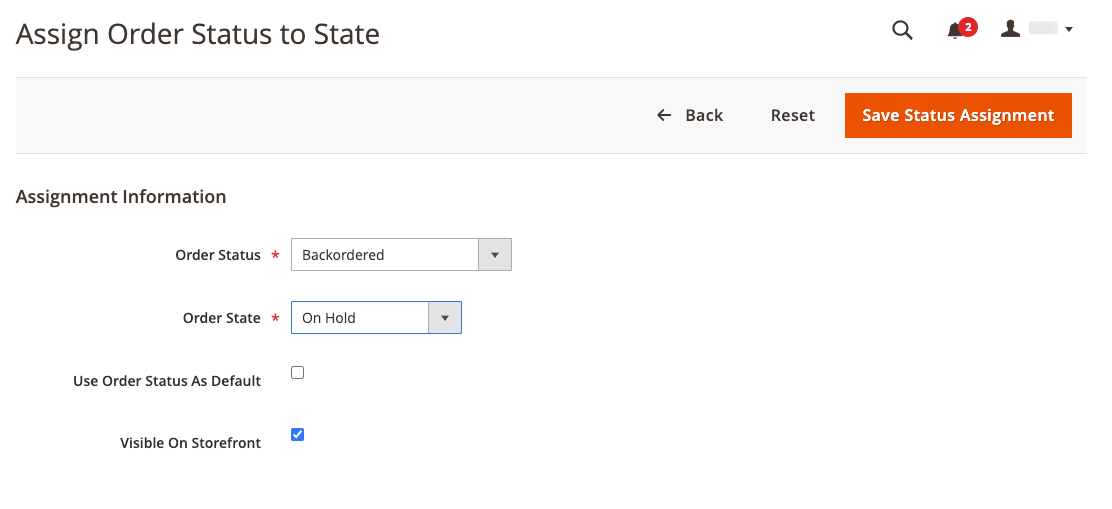 Assign Order Status to State
2
Back
Reset
Save Status Assignment
Assignment Information
Order Status *
Backordered
Order State *
On Hold
Use Order Status As Default
Visible On Storefront